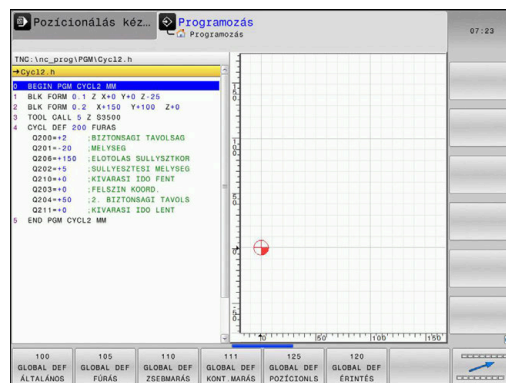 Pozícionálás kéz...
Programozás
Programozás
07:23
TNC:\nc_prog\PGM\Cycl2.h
→Cycl2.h
0 BEGIN PGM CYCL2 MM
1 BLK FORM 0.1 Z X+0 Y+0 Z-25
2 BLK FORM 0.2 X+150 Y+100 Z+0
3 TOOL CALL 5 Z S3500
4 CYCL DEF 200 FURAS
Q200=+2 ;BIZTONSAGI TAVOLSAG
Q201=-20 ;MELYSEG
Q206=+150 ;ELOTOLAS SULLYSZTKOR
Q202=+5 ;SULLYESZTESI MELYSEG
Q210=+0 ;KIVARASI IDO FENT
Q203=+0 ;FELSZIN KOORD.
Q204=+50 ;2. BIZTONSAGI TAVOLS
Q211=+0 ;KIVARASI IDO LENT
5 END PGM CYCL2 MM
150
100
50
0
0 50 100 150
100 GLOBAL DEF ÁLTALÁNOS
105 GLOBAL DEF FÚRÁS
110 GLOBAL DEF ZSEBMARÁS
111 GLOBAL DEF KONT.MARÁS
125 GLOBAL DEF POZÍCIONLS
120 GLOBAL DEF ÉRINTÉS